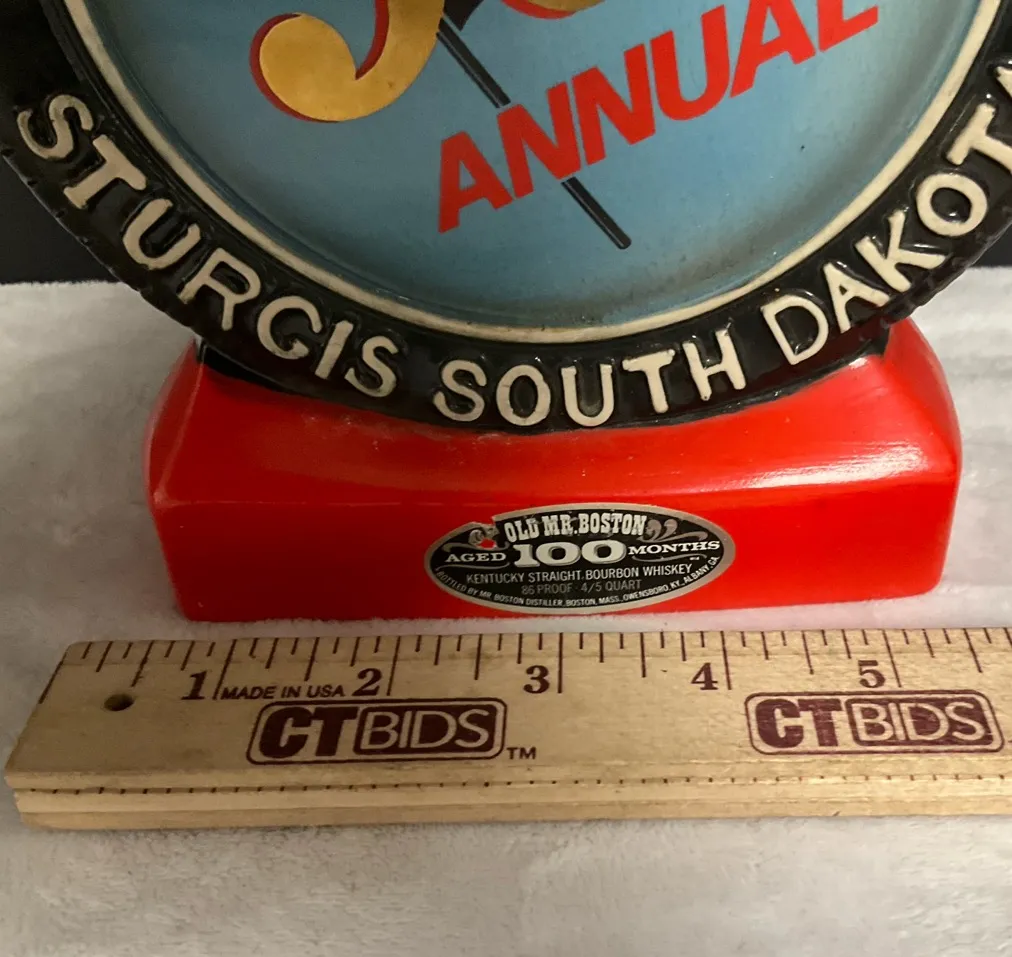 ANNUAL
STURGIS SOUTH DAKOTA
OLD MR. BOSTON
AGED 100 MONTHS
KENTUCKY STRAIGHT BOURBON WHISKEY
86 PROOF · 4/5 QUART
BOTTLED BY MR. BOSTON DISTILLER, BOSTON, MASS., OWENSBORO, KY., ALBANY, GA.
1 2 3 4 5
MADE IN USA
CTBIDS™ CTBIDS